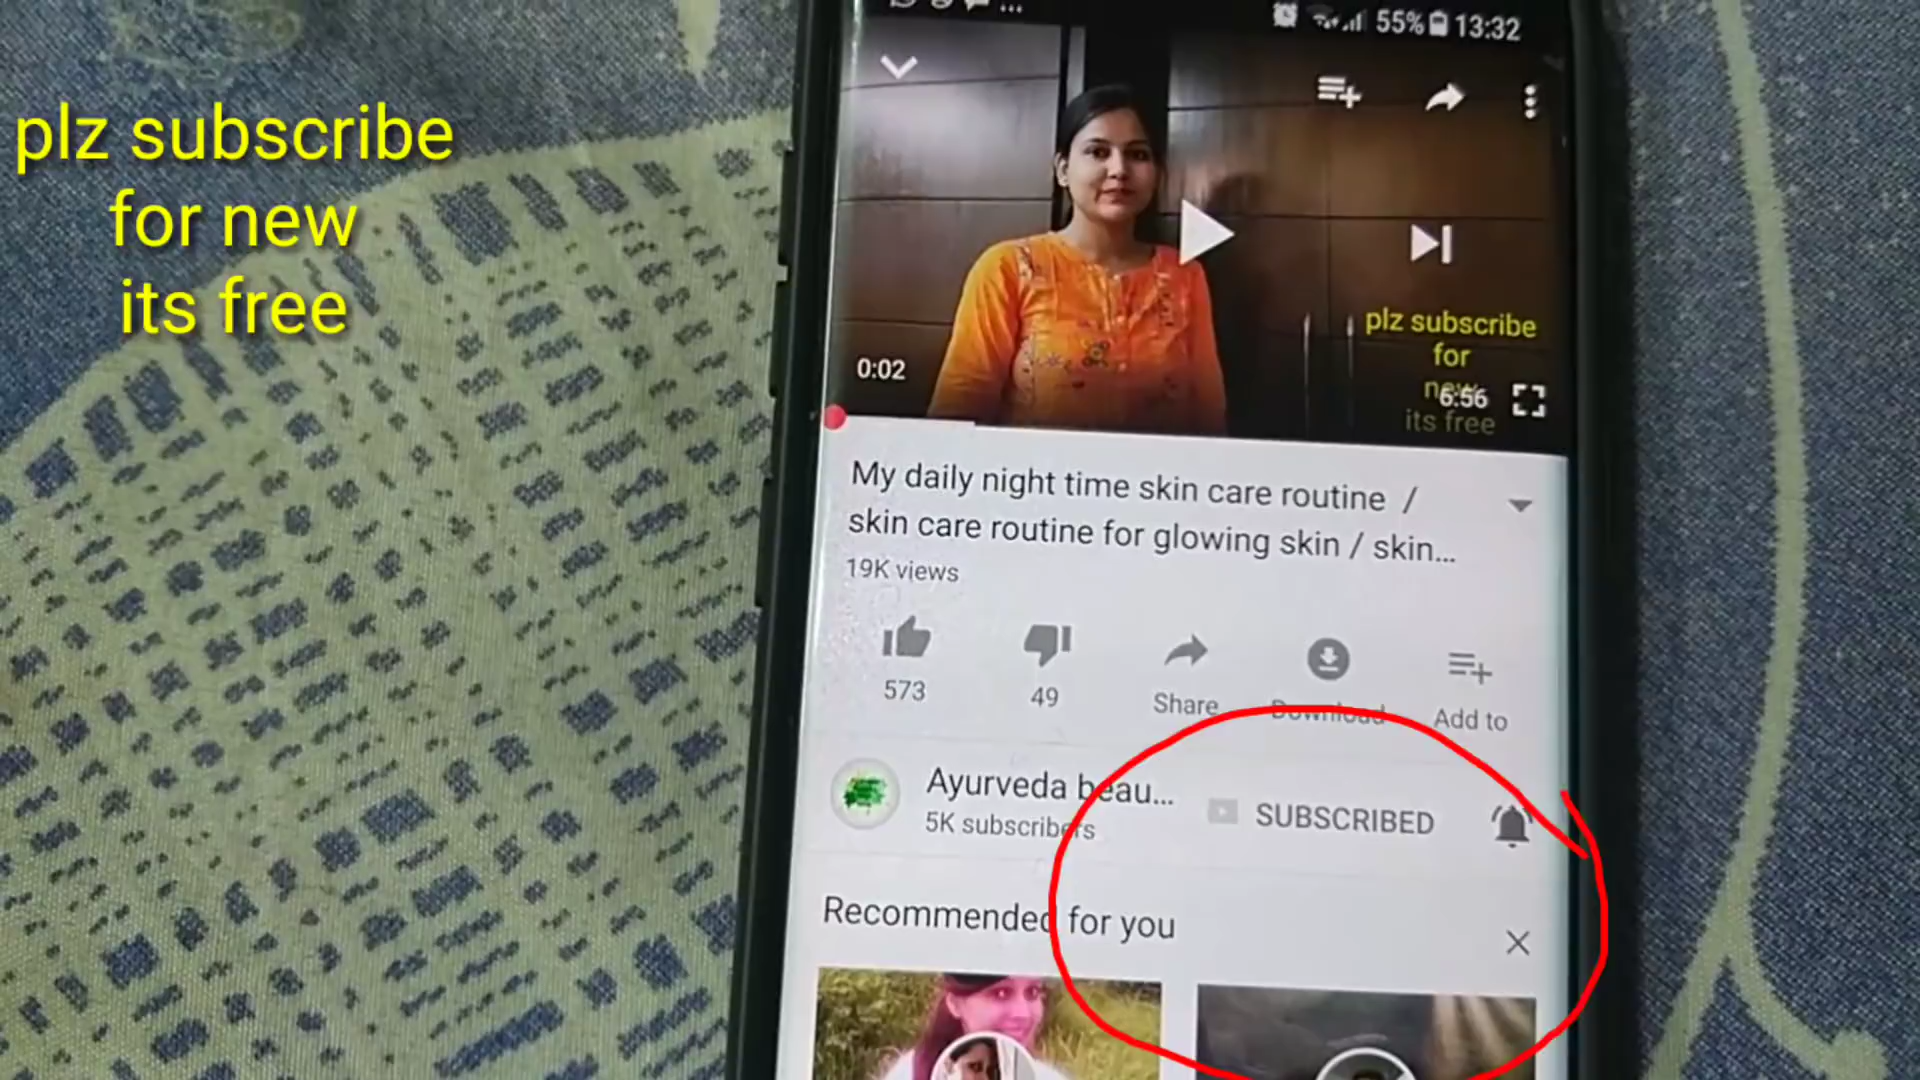 plz subscribe
for new
its free
55% 13:32
plz subscribe
for
new
its free
0:02
6:56
My daily night time skin care routine /
skin care routine for glowing skin / skin...
19K views
573 49 Share Download Add to
Ayurveda beau... SUBSCRIBED
5K subscribers
Recommended for you